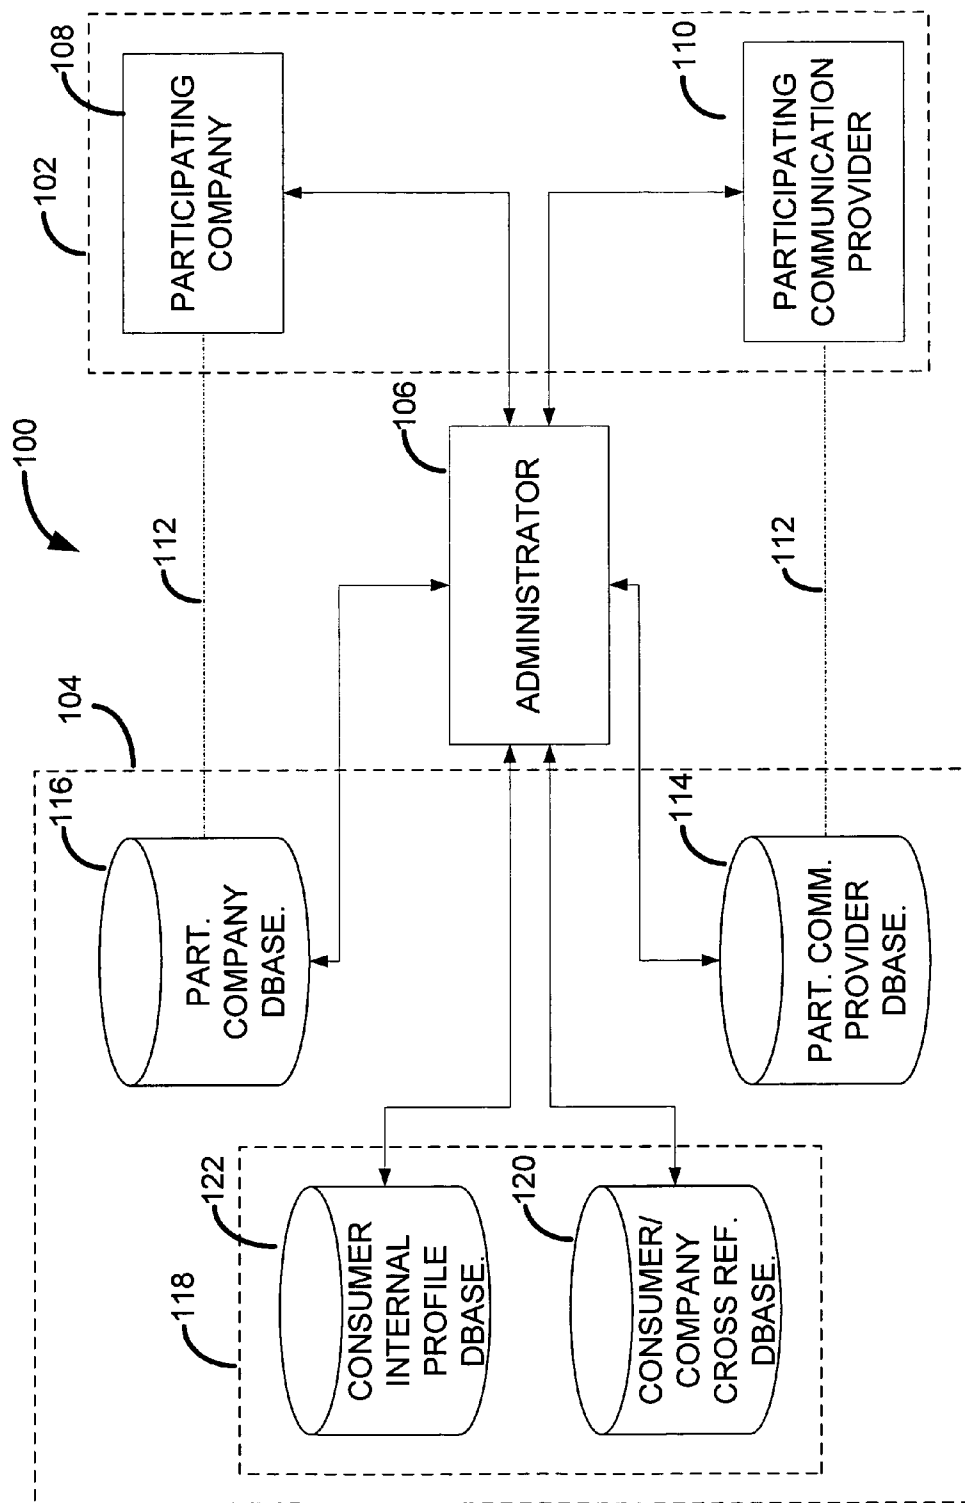 100
102
108
PARTICIPATING
COMPANY
110
PARTICIPATING
COMMUNICATION
PROVIDER
112
112
106
ADMINISTRATOR
104
116
PART.
COMPANY
DBASE.
114
PART. COMM.
PROVIDER
DBASE.
118
122
CONSUMER
INTERNAL
PROFILE
DBASE.
120
CONSUMER/
COMPANY
CROSS REF.
DBASE.